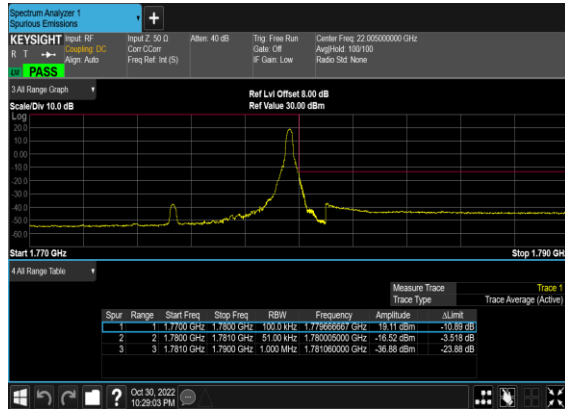 Spectrum Analyzer 1
Spurious Emissions
KEYSIGHT Input: RF Input Z: 50 Ω Atten: 40 dB Trig: Free Run Center Freq: 22.005000000 GHz
R T Coupling: DC Corr CCorr Gate: Off Avg|Hold: 100/100
Align: Auto Freq Ref: Int (S) IF Gain: Low Radio Std: None
PASS
3 All Range Graph Ref Lvl Offset 8.00 dB
Scale/Div 10.0 dB Ref Value 30.00 dBm
Log
20.0
10.0
0.00
-10.0
-20.0
-30.0
-40.0
-50.0
-60.0
Start 1.770 GHz Stop 1.790 GH
4 All Range Table
Measure Trace Trace 1
Trace Type Trace Average (Active)
Spur Range Start Freq Stop Freq RBW Frequency Amplitude ΔLimit
1 1 1.7700 GHz 1.7800 GHz 100.0 kHz 1.779666667 GHz 19.11 dBm -10.89 dB
2 2 1.7800 GHz 1.7810 GHz 51.00 kHz 1.780005000 GHz -16.52 dBm -3.518 dB
3 3 1.7810 GHz 1.7900 GHz 1.000 MHz 1.781060000 GHz -36.88 dBm -23.88 dB
? Oct 30, 2022
10:29:03 PM